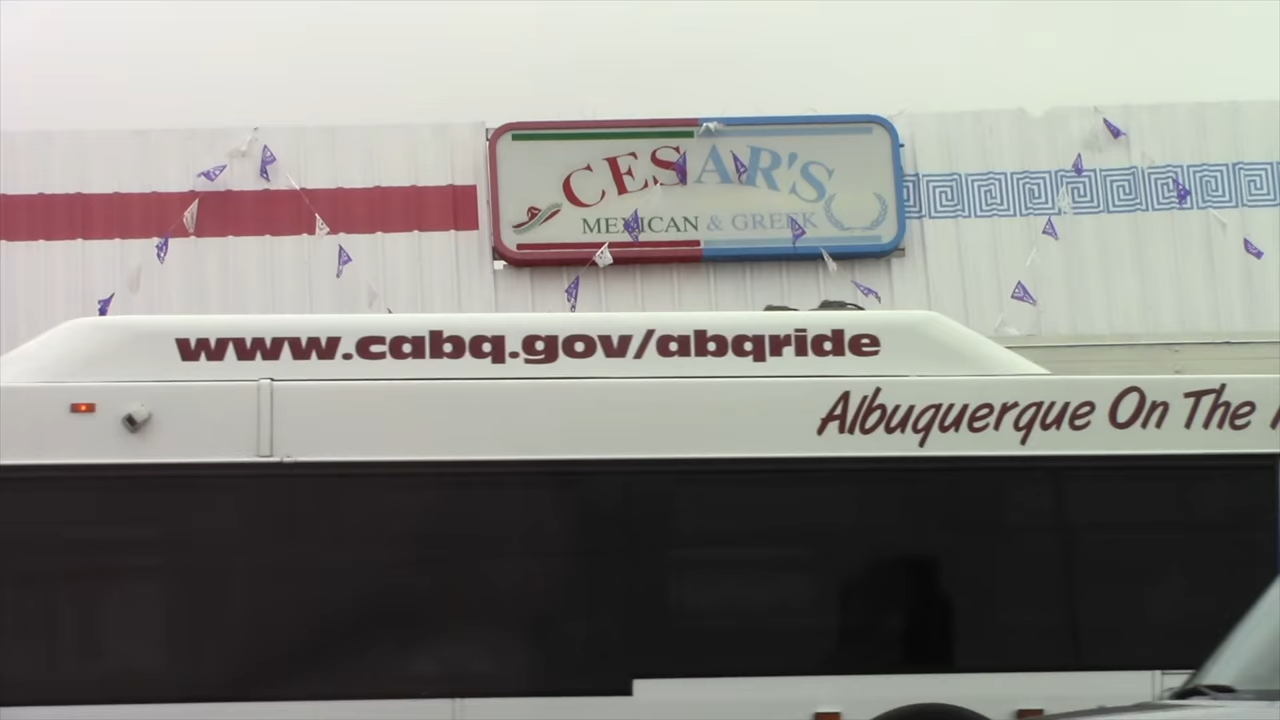 CESAR'S
MEXICAN & GREEK
www.cabq.gov/abqride
Albuquerque On The